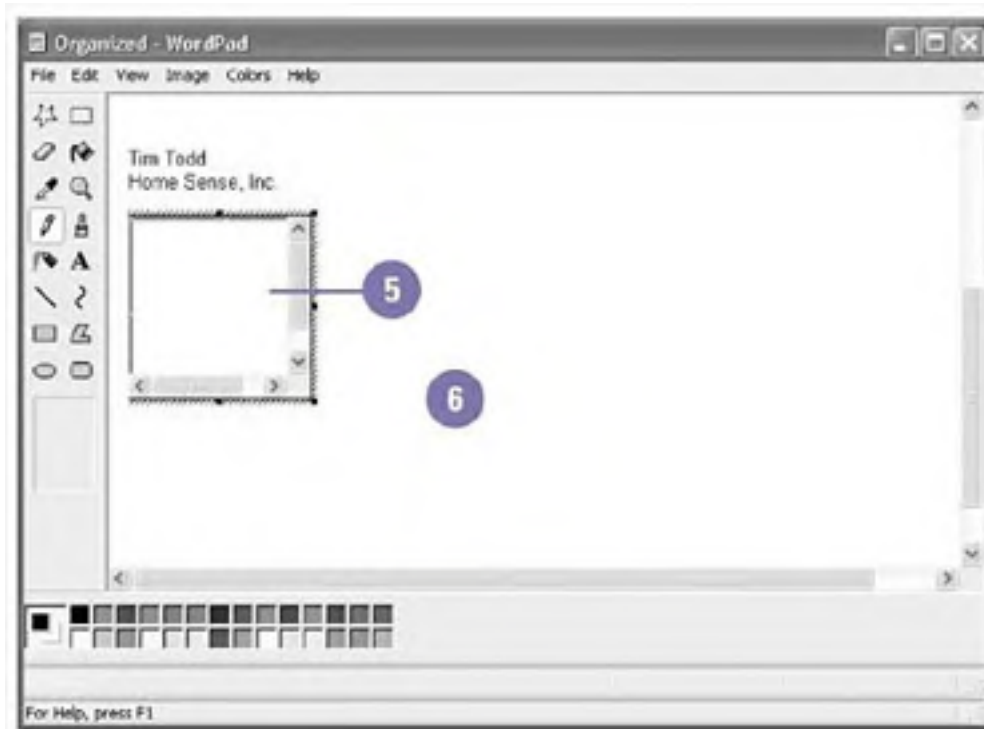 Organized - WordPad
File Edit View Image Colors Help
Tim Todd
Home Sense, Inc.
5
6
A
For Help, press F1